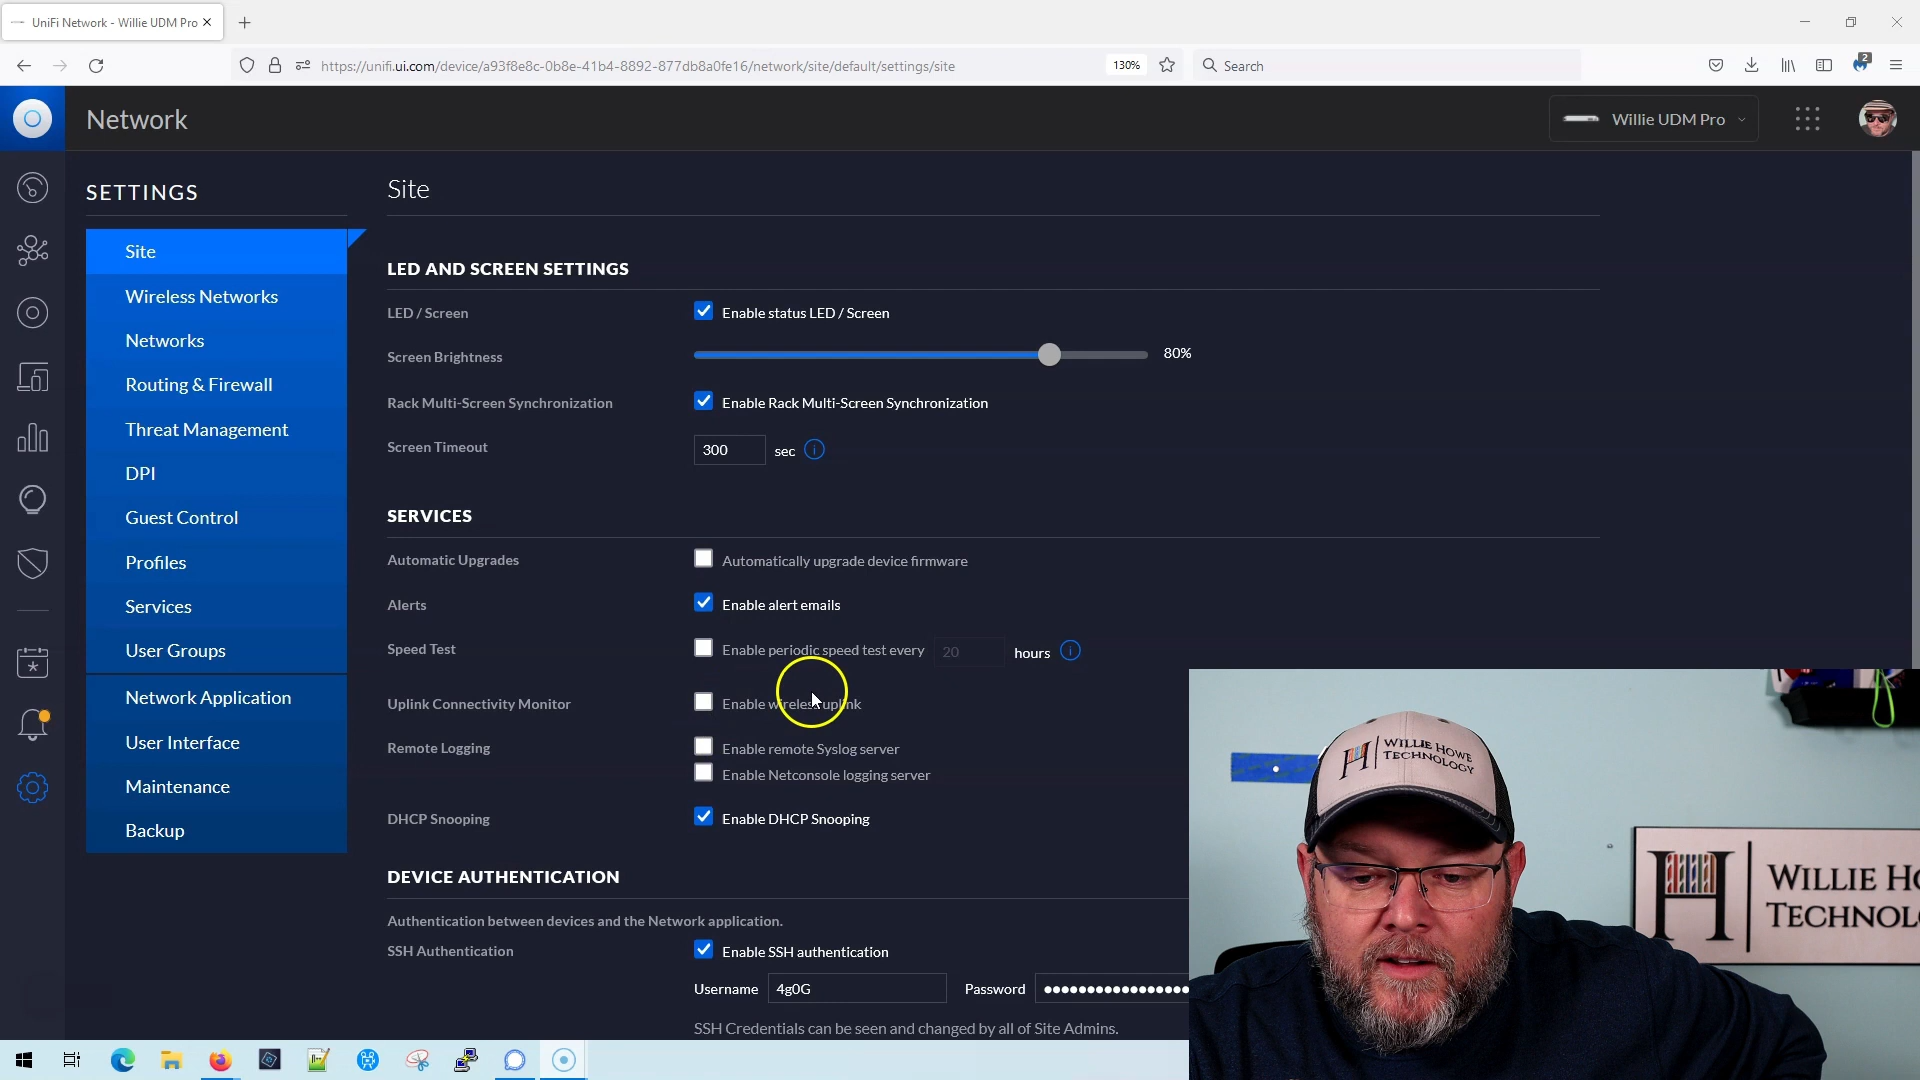 UniFi Network - Willie UDM Pro
https://unifi.ui.com/device/a93f8e8c-0b8e-41b4-8892-877db8a0fe16/network/site/default/settings/site
130%
Search
2
Network
Willie UDM Pro
SETTINGS
Site
Wireless Networks
Networks
Routing & Firewall
Threat Management
DPI
Guest Control
Profiles
Services
User Groups
Network Application
User Interface
Maintenance
Backup
Site
LED AND SCREEN SETTINGS
LED / Screen
Enable status LED / Screen
Screen Brightness
80%
Rack Multi-Screen Synchronization
Enable Rack Multi-Screen Synchronization
Screen Timeout
300 sec
SERVICES
Automatic Upgrades
Automatically upgrade device firmware
Alerts
Enable alert emails
Speed Test
Enable periodic speed test every 20 hours
Uplink Connectivity Monitor
Enable wireless uplink
Remote Logging
Enable remote Syslog server
Enable Netconsole logging server
DHCP Snooping
Enable DHCP Snooping
DEVICE AUTHENTICATION
Authentication between devices and the Network application.
SSH Authentication
Enable SSH authentication
Username 4g0G Password ●●●●●●●●●●●●●●●●●
SSH Credentials can be seen and changed by all of Site Admins.
WILLIE HOWE
TECHNOLOGY
WILLIE HO
TECHNOLO